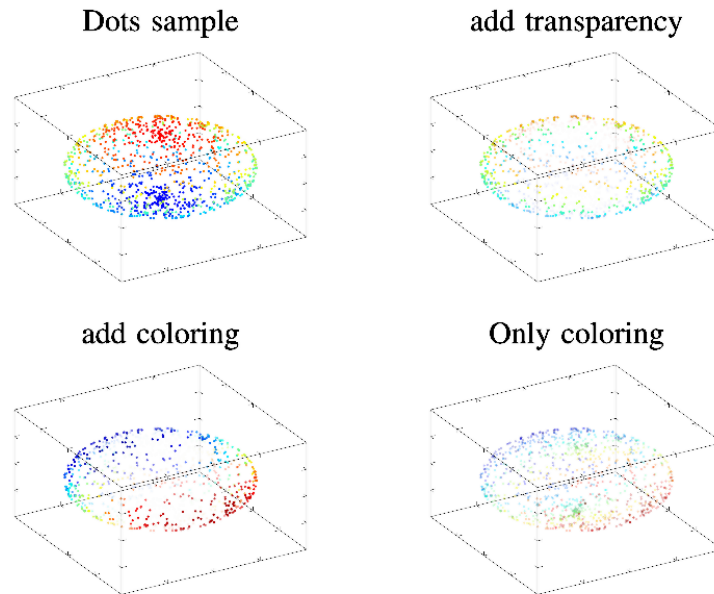 Dots sample
add transparency
add coloring
Only coloring